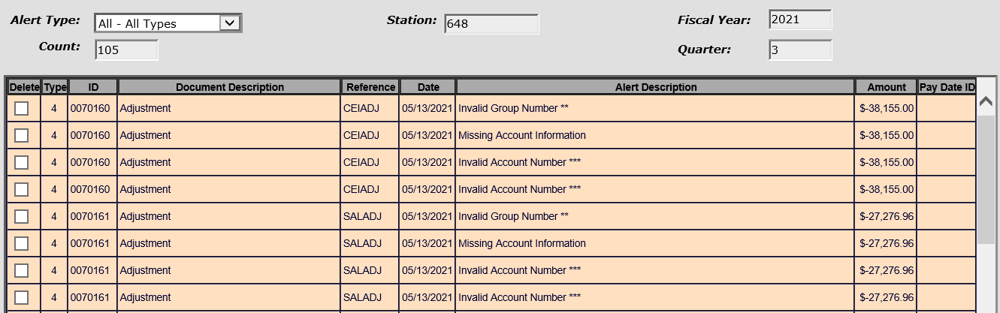 Alert Type: All - All Types Station: 648 Fiscal Year: 2021
Count: 105 Quarter: 3
Delete Type ID Document Description Reference Date Alert Description Amount Pay Date ID
4 0070160 Adjustment CEIADJ 05/13/2021 Invalid Group Number ** $-38,155.00
4 0070160 Adjustment CEIADJ 05/13/2021 Missing Account Information $-38,155.00
4 0070160 Adjustment CEIADJ 05/13/2021 Invalid Account Number *** $-38,155.00
4 0070160 Adjustment CEIADJ 05/13/2021 Invalid Account Number *** $-38,155.00
4 0070161 Adjustment SALADJ 05/13/2021 Invalid Group Number ** $-27,276.96
4 0070161 Adjustment SALADJ 05/13/2021 Missing Account Information $-27,276.96
4 0070161 Adjustment SALADJ 05/13/2021 Invalid Account Number *** $-27,276.96
4 0070161 Adjustment SALADJ 05/13/2021 Invalid Account Number *** $-27,276.96